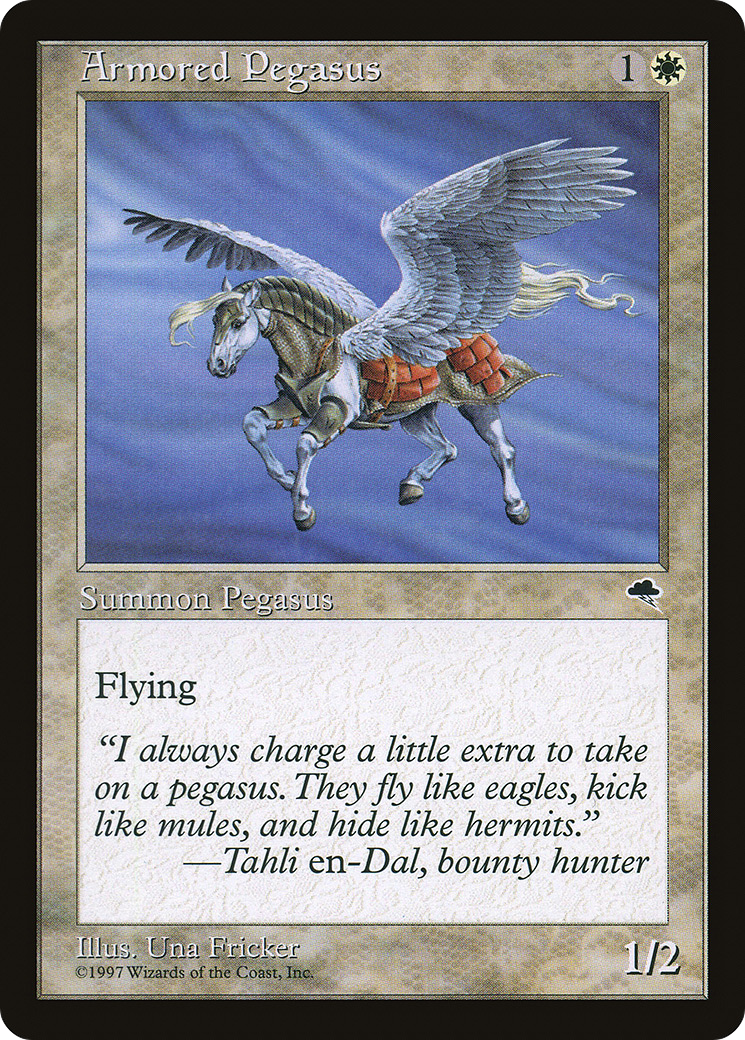 Armored Pegasus 1
Summon Pegasus
Flying
“I always charge a little extra to take
on a pegasus. They fly like eagles, kick
like mules, and hide like hermits.”
—Tahli en-Dal, bounty hunter
Illus. Una Fricker
©1997 Wizards of the Coast, Inc.
1/2